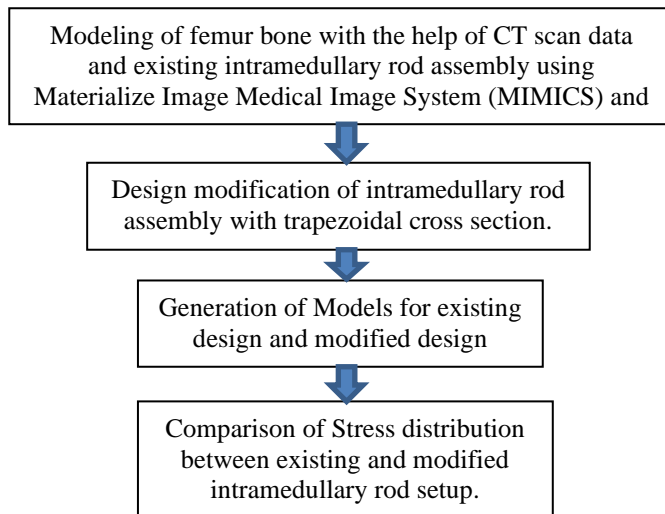 Modeling of femur bone with the help of CT scan data
and existing intramedullary rod assembly using
Materialize Image Medical Image System (MIMICS) and
Design modification of intramedullary rod
assembly with trapezoidal cross section.
Generation of Models for existing
design and modified design
Comparison of Stress distribution
between existing and modified
intramedullary rod setup.